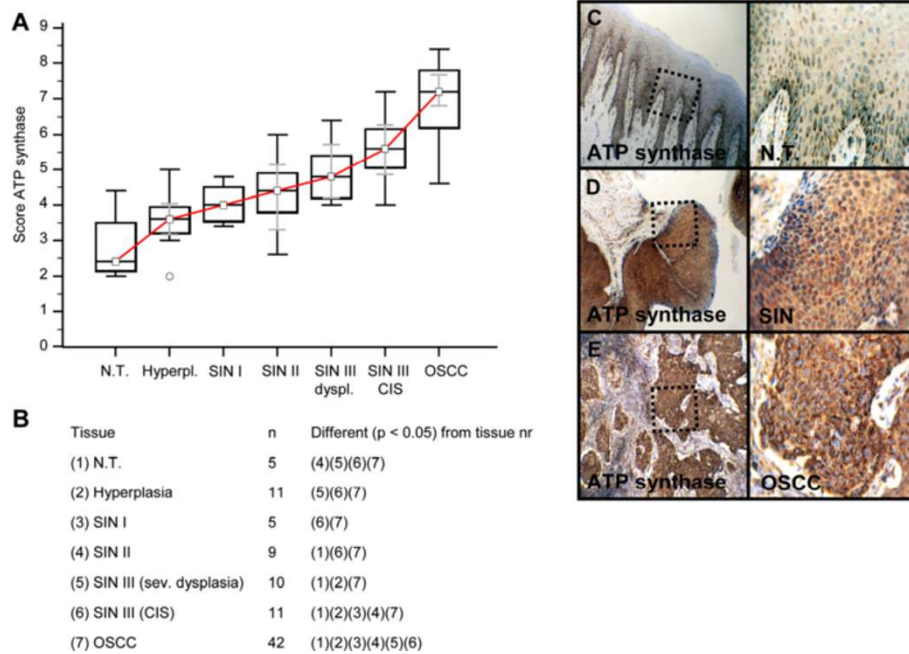 A
Score ATP synthase
9
8
7
6
5
4
3
2
1
0
N.T. Hyperpl. SIN I SIN II SIN III SIN III OSCC
dyspl. CIS
B
Tissue n Different (p < 0.05) from tissue nr
(1) N.T. 5 (4)(5)(6)(7)
(2) Hyperplasia 11 (5)(6)(7)
(3) SIN I 5 (6)(7)
(4) SIN II 9 (1)(6)(7)
(5) SIN III (sev. dysplasia) 10 (1)(2)(7)
(6) SIN III (CIS) 11 (1)(2)(3)(4)(7)
(7) OSCC 42 (1)(2)(3)(4)(5)(6)
C
ATP synthase N.T.
D
ATP synthase SIN
E
ATP synthase OSCC